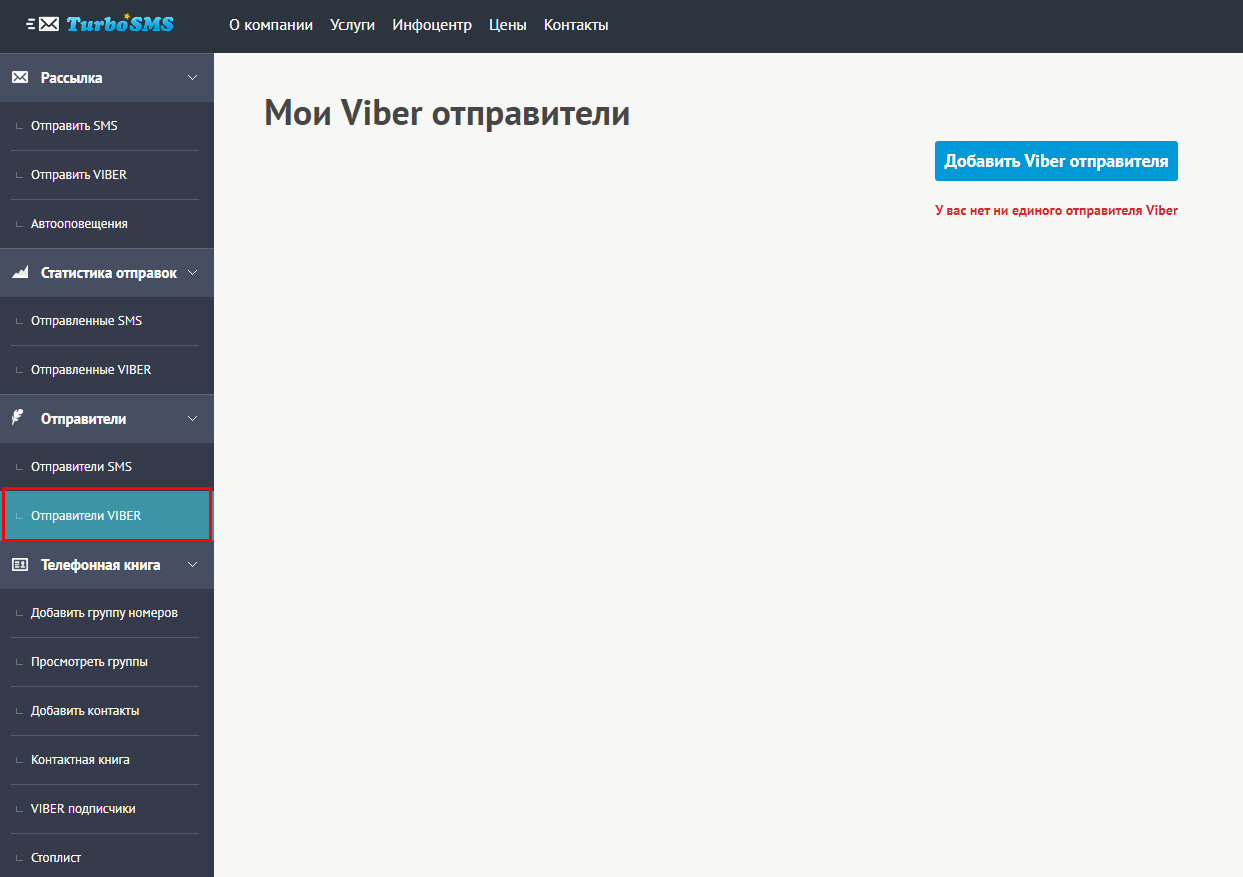 TurboSMS
О компании Услуги Инфоцентр Цены Контакты
Рассылка
Отправить SMS
Отправить VIBER
Автооповещения
Статистика отправок
Отправленные SMS
Отправленные VIBER
Отправители
Отправители SMS
Отправители VIBER
Телефонная книга
Добавить группу номеров
Просмотреть группы
Добавить контакты
Контактная книга
VIBER подписчики
Стоплист
Мои Viber отправители
Добавить Viber отправителя
У вас нет ни единого отправителя Viber